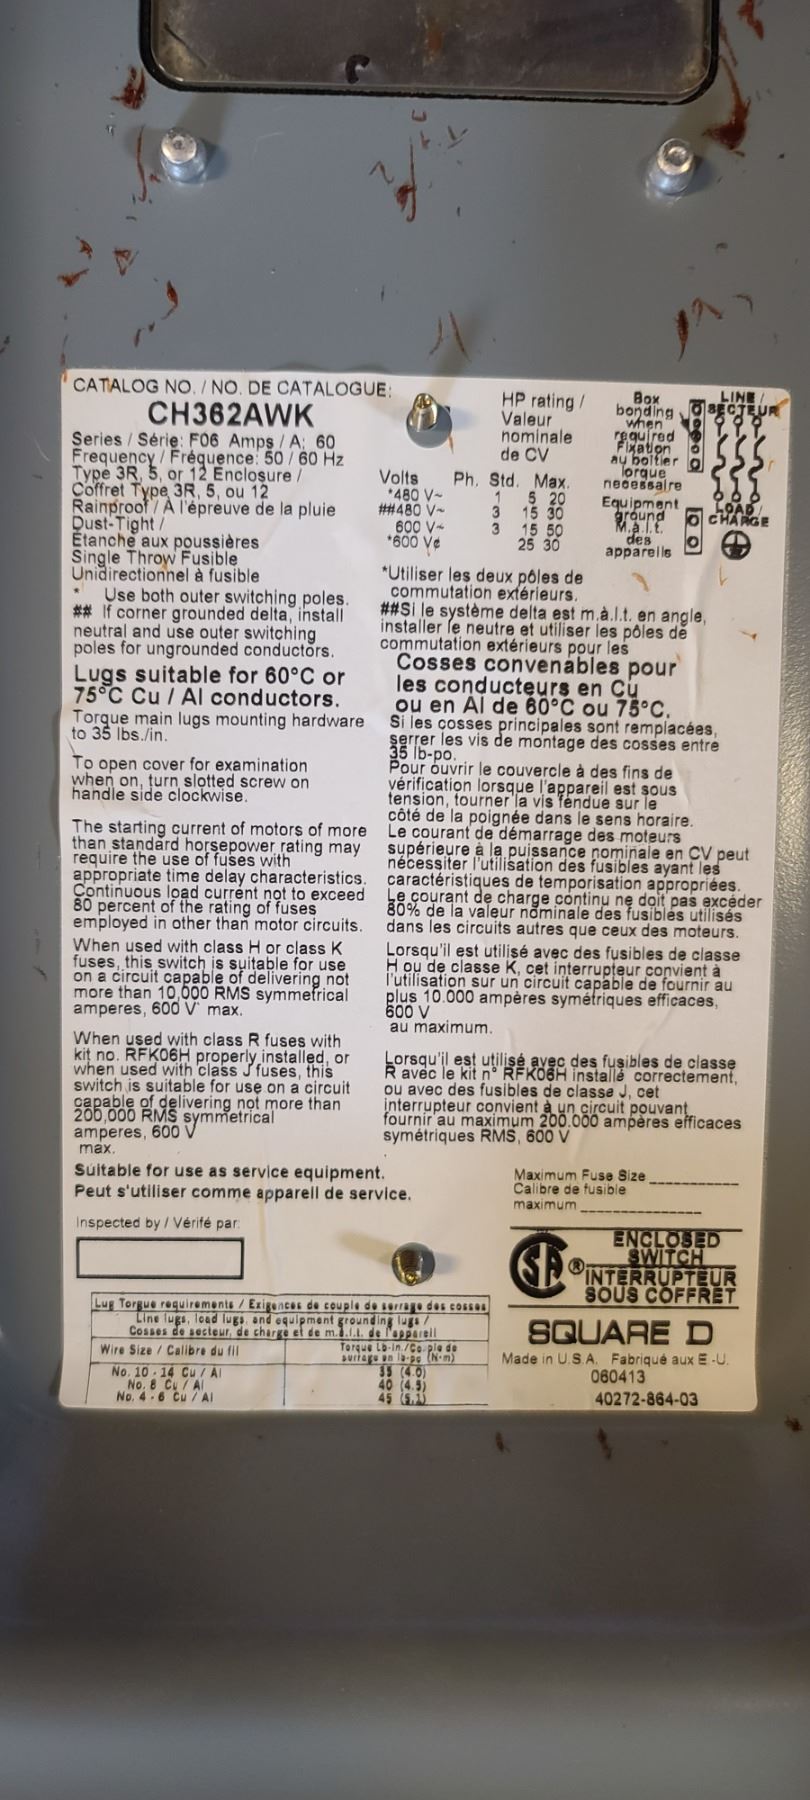 CATALOG NO. / NO. DE CATALOGUE:
CH362AWK
Series / Série: F06 Amps / A: 60
Frequency / Fréquence: 50 / 60 Hz
Type 3R, 5, or 12 Enclosure /
Coffret Type 3R, 5, ou 12
Rainproof / À l'épreuve de la pluie
Dust-Tight /
Étanche aux poussières
Single Throw Fusible
Unidirectionnel à fusible
* Use both outer switching poles.
## If corner grounded delta, install
neutral and use outer switching
poles for ungrounded conductors.
Lugs suitable for 60°C or
75°C Cu / Al conductors.
Torque main lugs mounting hardware
to 35 lbs./in.
To open cover for examination
when on, turn slotted screw on
handle side clockwise.
The starting current of motors of more
than standard horsepower rating may
require the use of fuses with
appropriate time delay characteristics.
Continuous load current not to exceed
80 percent of the rating of fuses
employed in other than motor circuits.
When used with class H or class K
fuses, this switch is suitable for use
on a circuit capable of delivering not
more than 10,000 RMS symmetrical
amperes, 600 V max.
When used with class R fuses with
kit no. RFK06H properly installed, or
when used with class J fuses, this
switch is suitable for use on a circuit
capable of delivering not more than
200,000 RMS symmetrical
amperes, 600 V
max.
HP rating /
Valeur
nominale
de CV
Volts Ph. Std. Max.
*480 V~ 1 5 20
##480 V~ 3 15 30
600 V~ 3 15 50
*600 V⎓ 25 30
Box
bonding
when
required
Fixation
au boîtier
lorque
necessaire
Equipment
ground
M.à.l.t.
des
appareils
LINE /
SECTEUR
LOAD /
CHARGE
*Utiliser les deux pôles de
commutation extérieurs.
##Si le système delta est m.à.l.t. en angle,
installer le neutre et utiliser les pôles de
commutation extérieurs pour les
Cosses convenables pour
les conducteurs en Cu
ou en Al de 60°C ou 75°C.
Si les cosses principales sont remplacées,
serrer les vis de montage des cosses entre
35 lb-po.
Pour ouvrir le couvercle à des fins de
vérification lorsque l'appareil est sous
tension, tourner la vis fendue sur le
côté de la poignée dans le sens horaire.
Le courant de démarrage des moteurs
supérieure à la puissance nominale en CV peut
nécessiter l'utilisation des fusibles ayant les
caractéristiques de temporisation appropriées.
Le courant de charge continu ne doit pas excéder
80% de la valeur nominale des fusibles utilisés
dans les circuits autres que ceux des moteurs.
Lorsqu'il est utilisé avec des fusibles de classe
H ou de classe K, cet interrupteur convient à
l'utilisation sur un circuit capable de fournir au
plus 10.000 ampères symétriques efficaces,
600 V
au maximum.
Lorsqu'il est utilisé avec des fusibles de classe
R avec le kit n° RFK06H installé correctement,
ou avec des fusibles de classe J, cet
interrupteur convient à un circuit pouvant
fournir au maximum 200.000 ampères efficaces
symétriques RMS, 600 V
Suitable for use as service equipment.
Peut s'utiliser comme appareil de service.
Maximum Fuse Size
Calibre de fusible
maximum
Inspected by / Vérifé par:
SA ®
ENCLOSED
SWITCH
INTERRUPTEUR
SOUS COFFRET
Lug Torque requirements / Exigences de couple de serrage des cosses
Line lugs, load lugs, and equipment grounding lugs /
Cosses de secteur, de charge et de m.à.l.t. de l'appareil
Wire Size / Calibre du fil
Torque Lb-in./Couple de
surrage en lb-po (N·m)
No. 10 - 14 Cu / Al 35 (4.0)
No. 8 Cu / Al 40 (4.5)
No. 4 - 6 Cu / Al 45 (5.1)
SQUARE D
Made in U.S.A. Fabriqué aux E.-U.
060413
40272-864-03